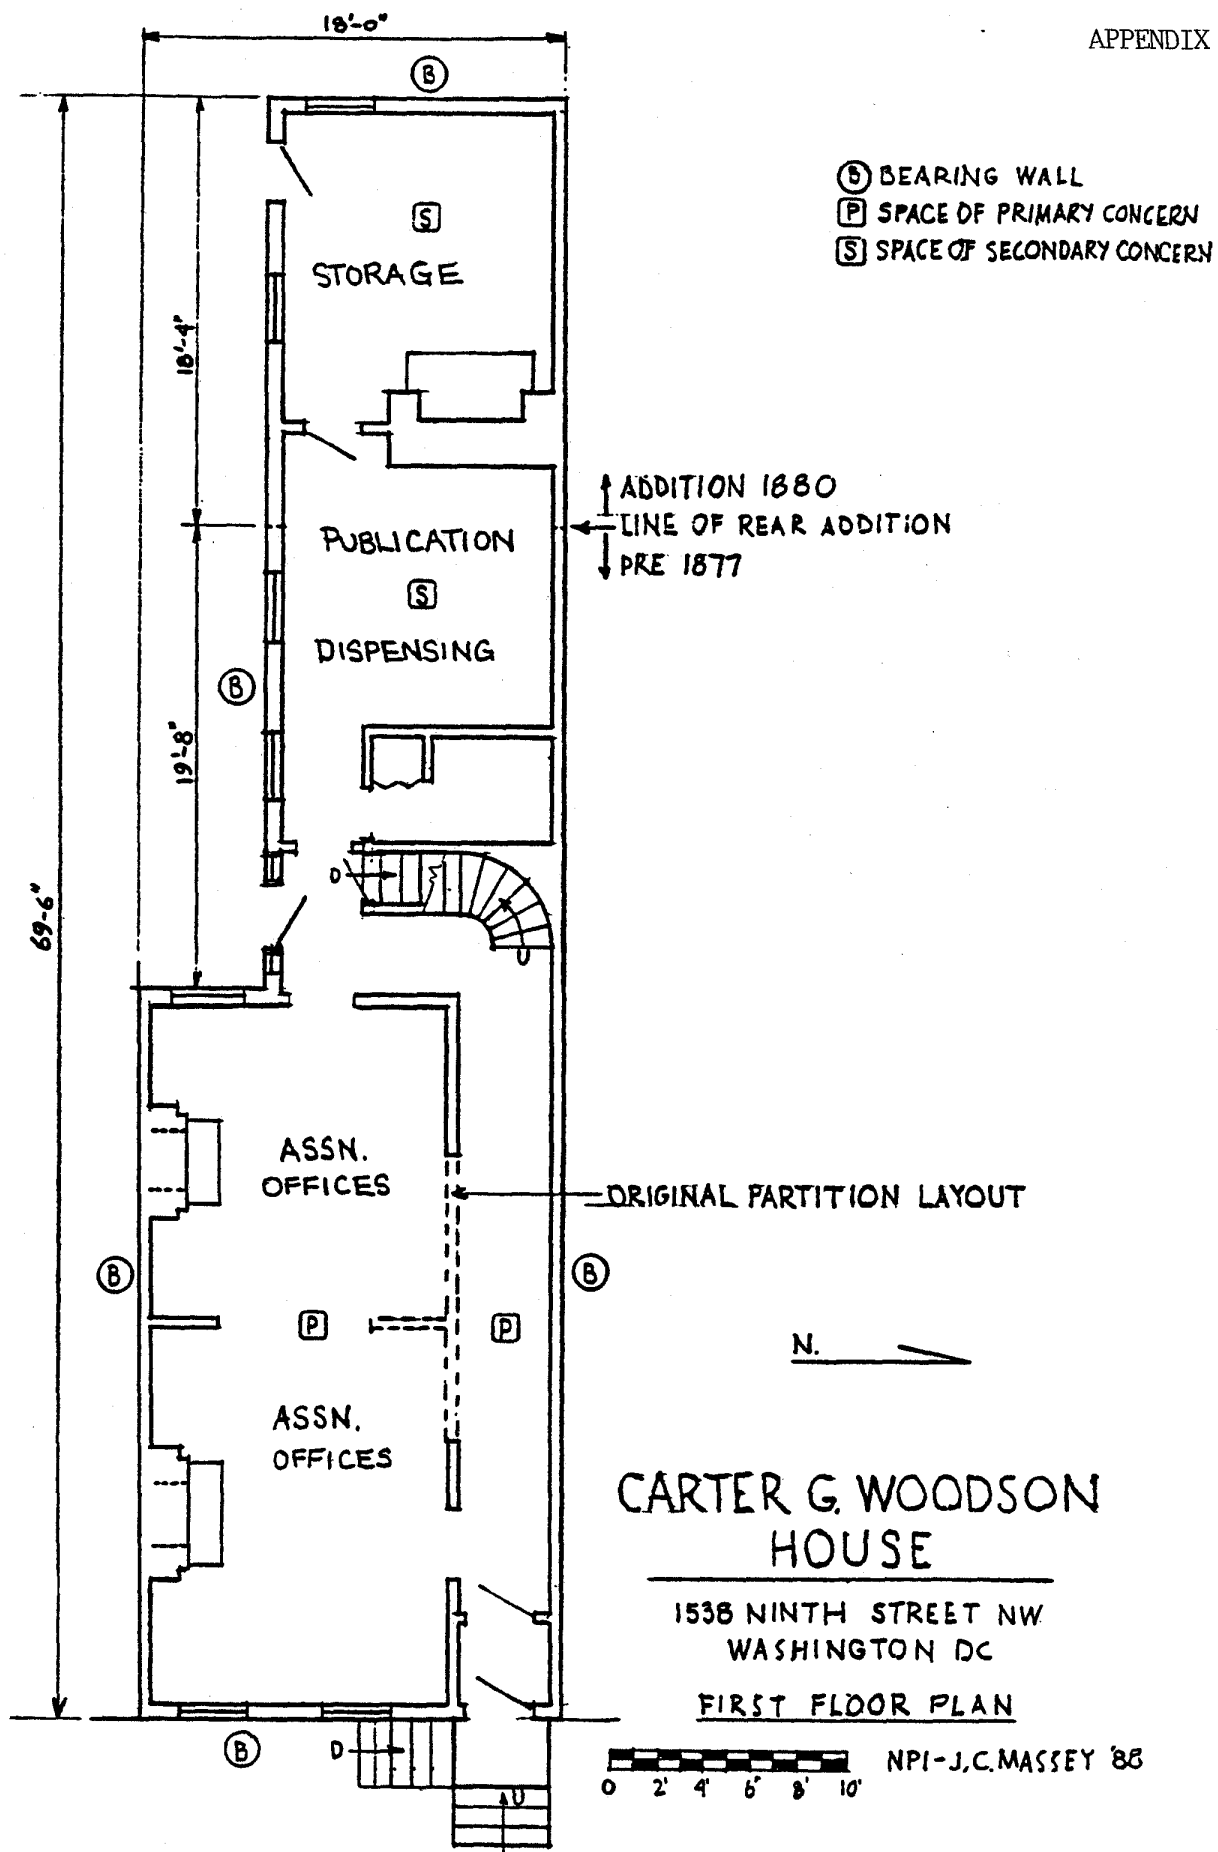 APPENDIX
18'-0"
B
B BEARING WALL
P SPACE OF PRIMARY CONCERN
S SPACE OF SECONDARY CONCERN
S
STORAGE
18'-4"
ADDITION 1880
LINE OF REAR ADDITION
PRE 1877
PUBLICATION
S
DISPENSING
B
19'-8"
69-6"
D
U
ASSN.
OFFICES
ORIGINAL PARTITION LAYOUT
B
B
P
P
N.
ASSN.
OFFICES
CARTER G. WOODSON
HOUSE
1538 NINTH STREET NW
WASHINGTON DC
FIRST FLOOR PLAN
B
D
U
NPI-J.C. MASSEY '88
0 2' 4' 6' 8' 10'